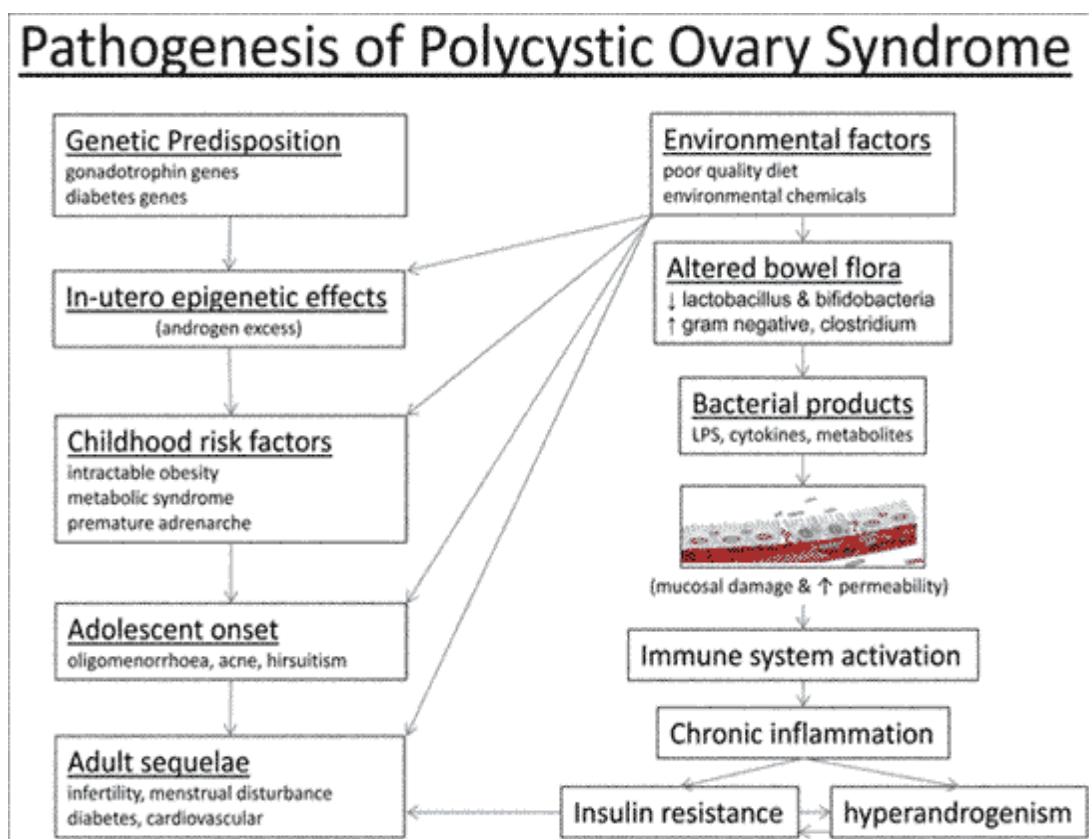 Pathogenesis of Polycystic Ovary Syndrome
Genetic Predisposition
gonadotrophin genes
diabetes genes
In-utero epigenetic effects
(androgen excess)
Childhood risk factors
intractable obesity
metabolic syndrome
premature adrenarche
Adolescent onset
oligomenorrhoea, acne, hirsuitism
Adult sequelae
infertility, menstrual disturbance
diabetes, cardiovascular
Environmental factors
poor quality diet
environmental chemicals
Altered bowel flora
↓ lactobacillus & bifidobacteria
↑ gram negative, clostridium
Bacterial products
LPS, cytokines, metabolites
(mucosal damage & ↑ permeability)
Immune system activation
Chronic inflammation
Insulin resistance
hyperandrogenism